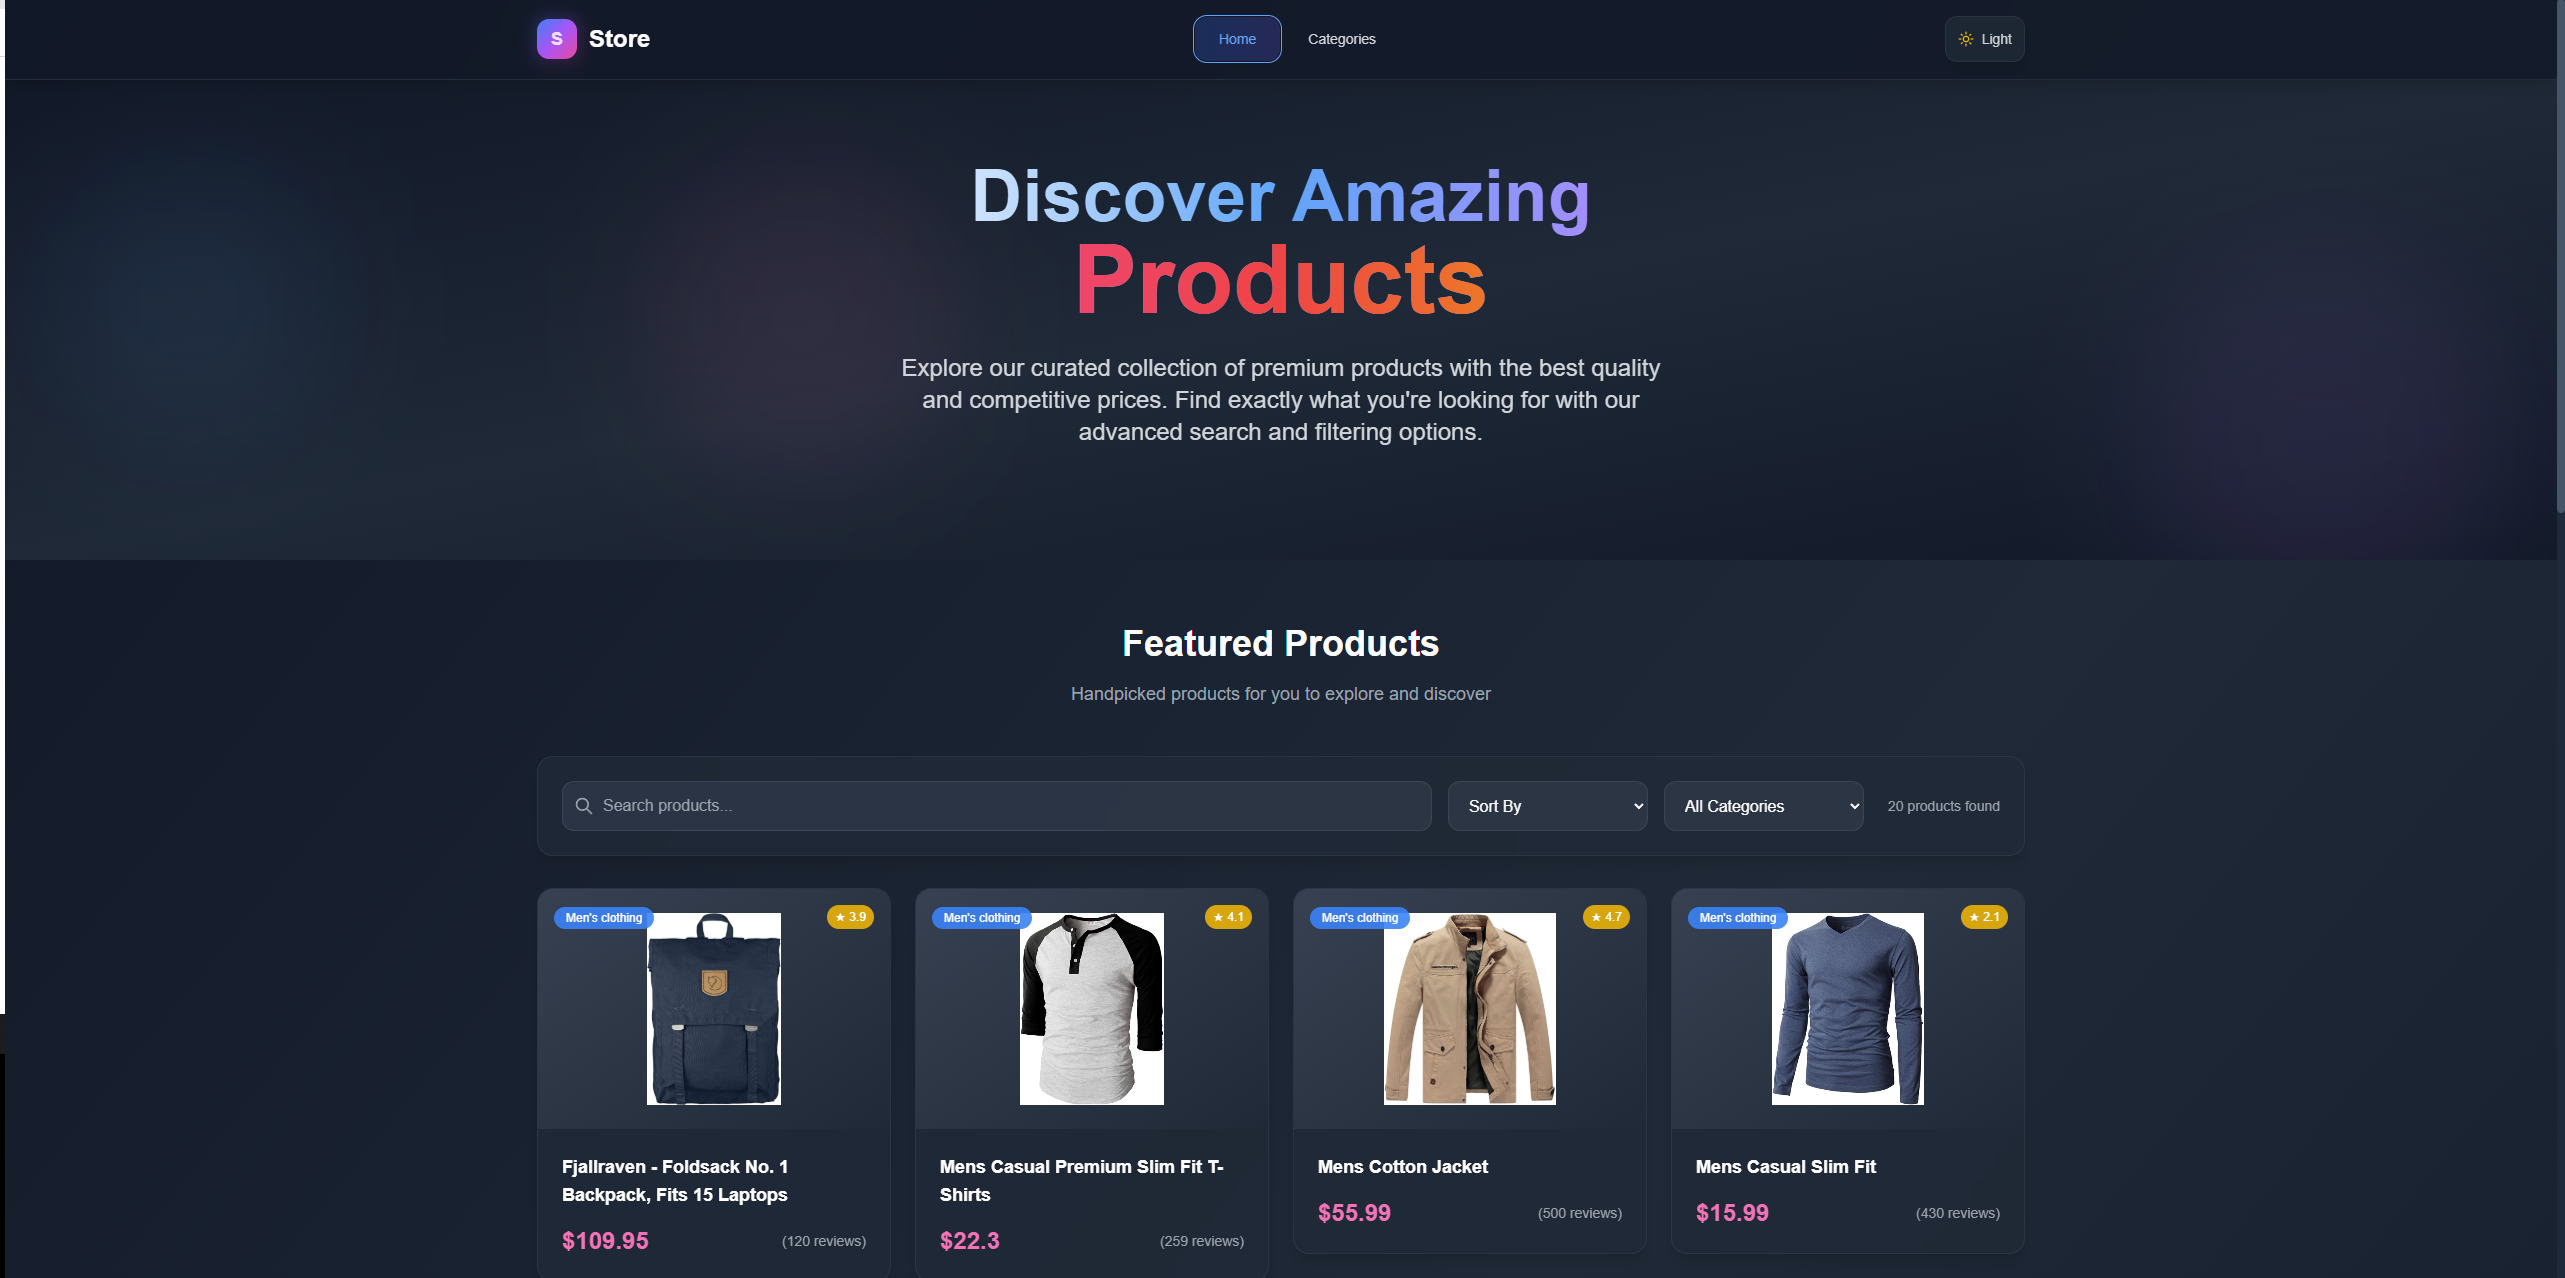 S Store
Home Categories
Light
Discover Amazing
Products
Explore our curated collection of premium products with the best quality
and competitive prices. Find exactly what you're looking for with our
advanced search and filtering options.
Featured Products
Handpicked products for you to explore and discover
Search products...
Sort By
All Categories
20 products found
Men's clothing
★ 3.9
Fjallraven - Foldsack No. 1
Backpack, Fits 15 Laptops
$109.95
(120 reviews)
Men's clothing
★ 4.1
Mens Casual Premium Slim Fit T-
Shirts
$22.3
(259 reviews)
Men's clothing
★ 4.7
Mens Cotton Jacket
$55.99
(500 reviews)
Men's clothing
★ 2.1
Mens Casual Slim Fit
$15.99
(430 reviews)